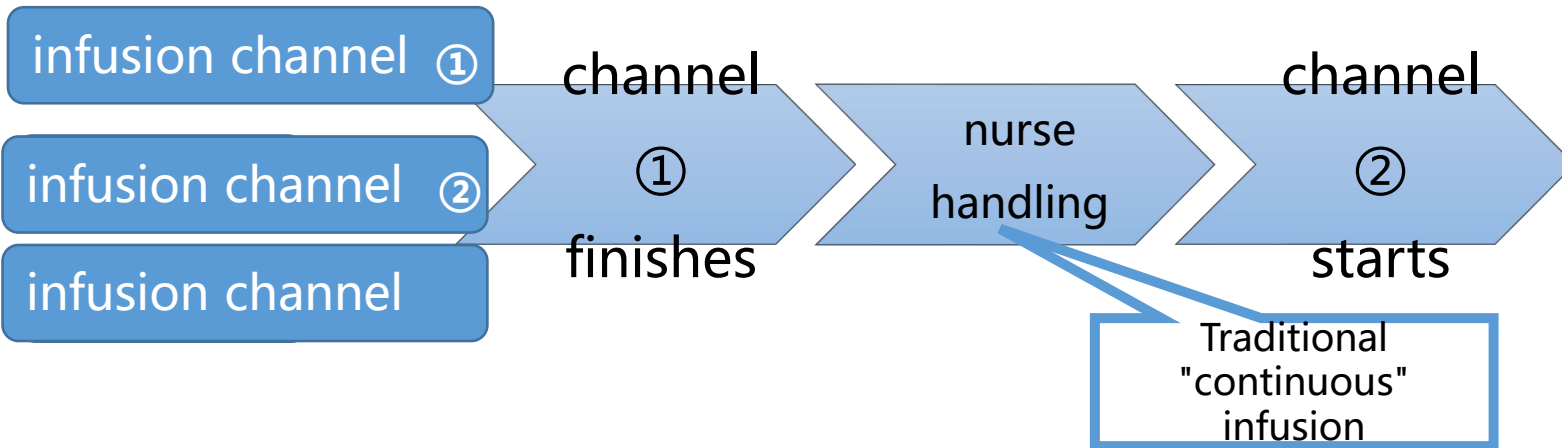 infusion channel ①
infusion channel ②
infusion channel
channel
①
finishes
nurse
handling
channel
②
starts
Traditional
"continuous"
infusion